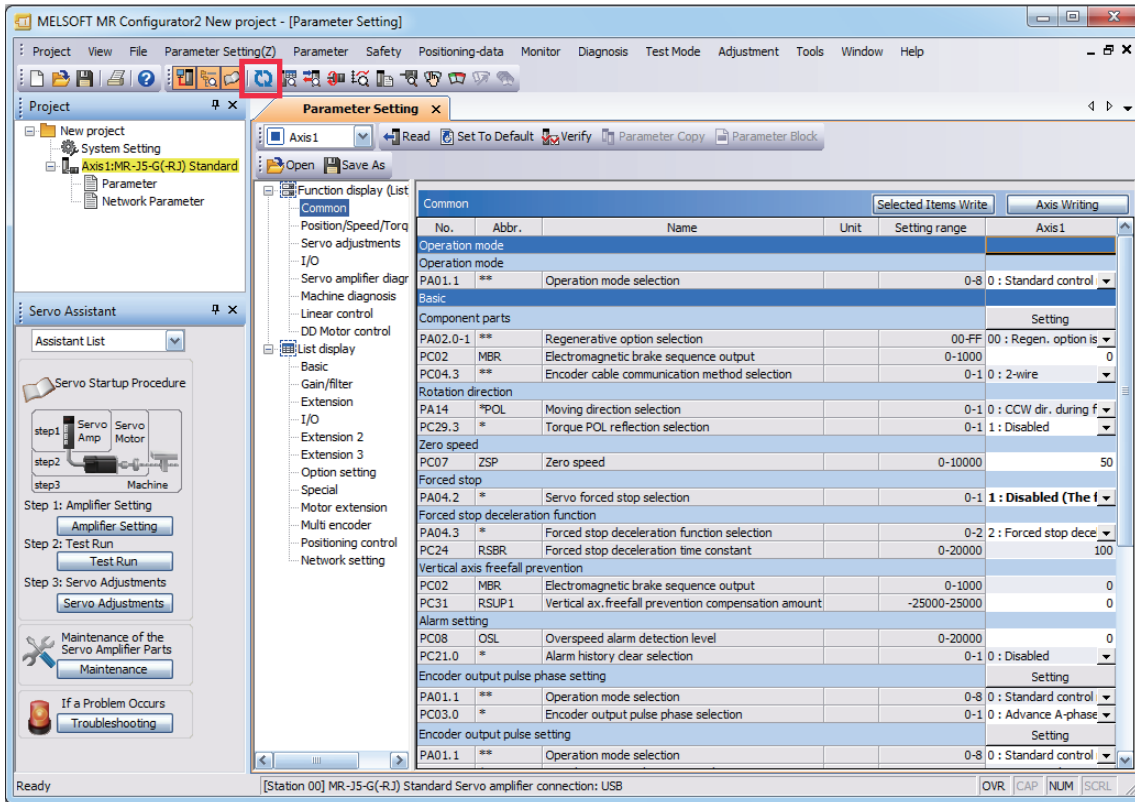 MELSOFT MR Configurator2 New project - [Parameter Setting]
Project View File Parameter Setting(Z) Parameter Safety Positioning-data Monitor Diagnosis Test Mode Adjustment Tools Window Help
Project
New project
System Setting
Axis1:MR-J5-G(-RJ) Standard
Parameter
Network Parameter
Servo Assistant
Assistant List
Servo Startup Procedure
step1 Servo Amp Servo Motor
step2
step3 Machine
Step 1: Amplifier Setting
Amplifier Setting
Step 2: Test Run
Test Run
Step 3: Servo Adjustments
Servo Adjustments
Maintenance of the
Servo Amplifier Parts
Maintenance
If a Problem Occurs
Troubleshooting
Parameter Setting
Axis1 Read Set To Default Verify Parameter Copy Parameter Block
Open Save As
Function display (List
Common
Position/Speed/Torq
Servo adjustments
I/O
Servo amplifier diagr
Machine diagnosis
Linear control
DD Motor control
List display
Basic
Gain/filter
Extension
I/O
Extension 2
Extension 3
Option setting
Special
Motor extension
Multi encoder
Positioning control
Network setting
Common Selected Items Write Axis Writing
No. Abbr. Name Unit Setting range Axis1
Operation mode
Operation mode
PA01.1 ** Operation mode selection 0-8 0 : Standard control
Basic
Component parts Setting
PA02.0-1 ** Regenerative option selection 00-FF 00 : Regen. option is
PC02 MBR Electromagnetic brake sequence output 0-1000 0
PC04.3 ** Encoder cable communication method selection 0-1 0 : 2-wire
Rotation direction
PA14 *POL Moving direction selection 0-1 0 : CCW dir. during f
PC29.3 * Torque POL reflection selection 0-1 1 : Disabled
Zero speed
PC07 ZSP Zero speed 0-10000 50
Forced stop
PA04.2 * Servo forced stop selection 0-1 1 : Disabled (The f
Forced stop deceleration function
PA04.3 * Forced stop deceleration function selection 0-2 2 : Forced stop dece
PC24 RSBR Forced stop deceleration time constant 0-20000 100
Vertical axis freefall prevention
PC02 MBR Electromagnetic brake sequence output 0-1000 0
PC31 RSUP1 Vertical ax.freefall prevention compensation amount -25000-25000 0
Alarm setting
PC08 OSL Overspeed alarm detection level 0-20000 0
PC21.0 * Alarm history clear selection 0-1 0 : Disabled
Encoder output pulse phase setting Setting
PA01.1 ** Operation mode selection 0-8 0 : Standard control
PC03.0 * Encoder output pulse phase selection 0-1 0 : Advance A-phase
Encoder output pulse setting Setting
PA01.1 ** Operation mode selection 0-8 0 : Standard control
Ready [Station 00] MR-J5-G(-RJ) Standard Servo amplifier connection: USB OVR CAP NUM SCRL